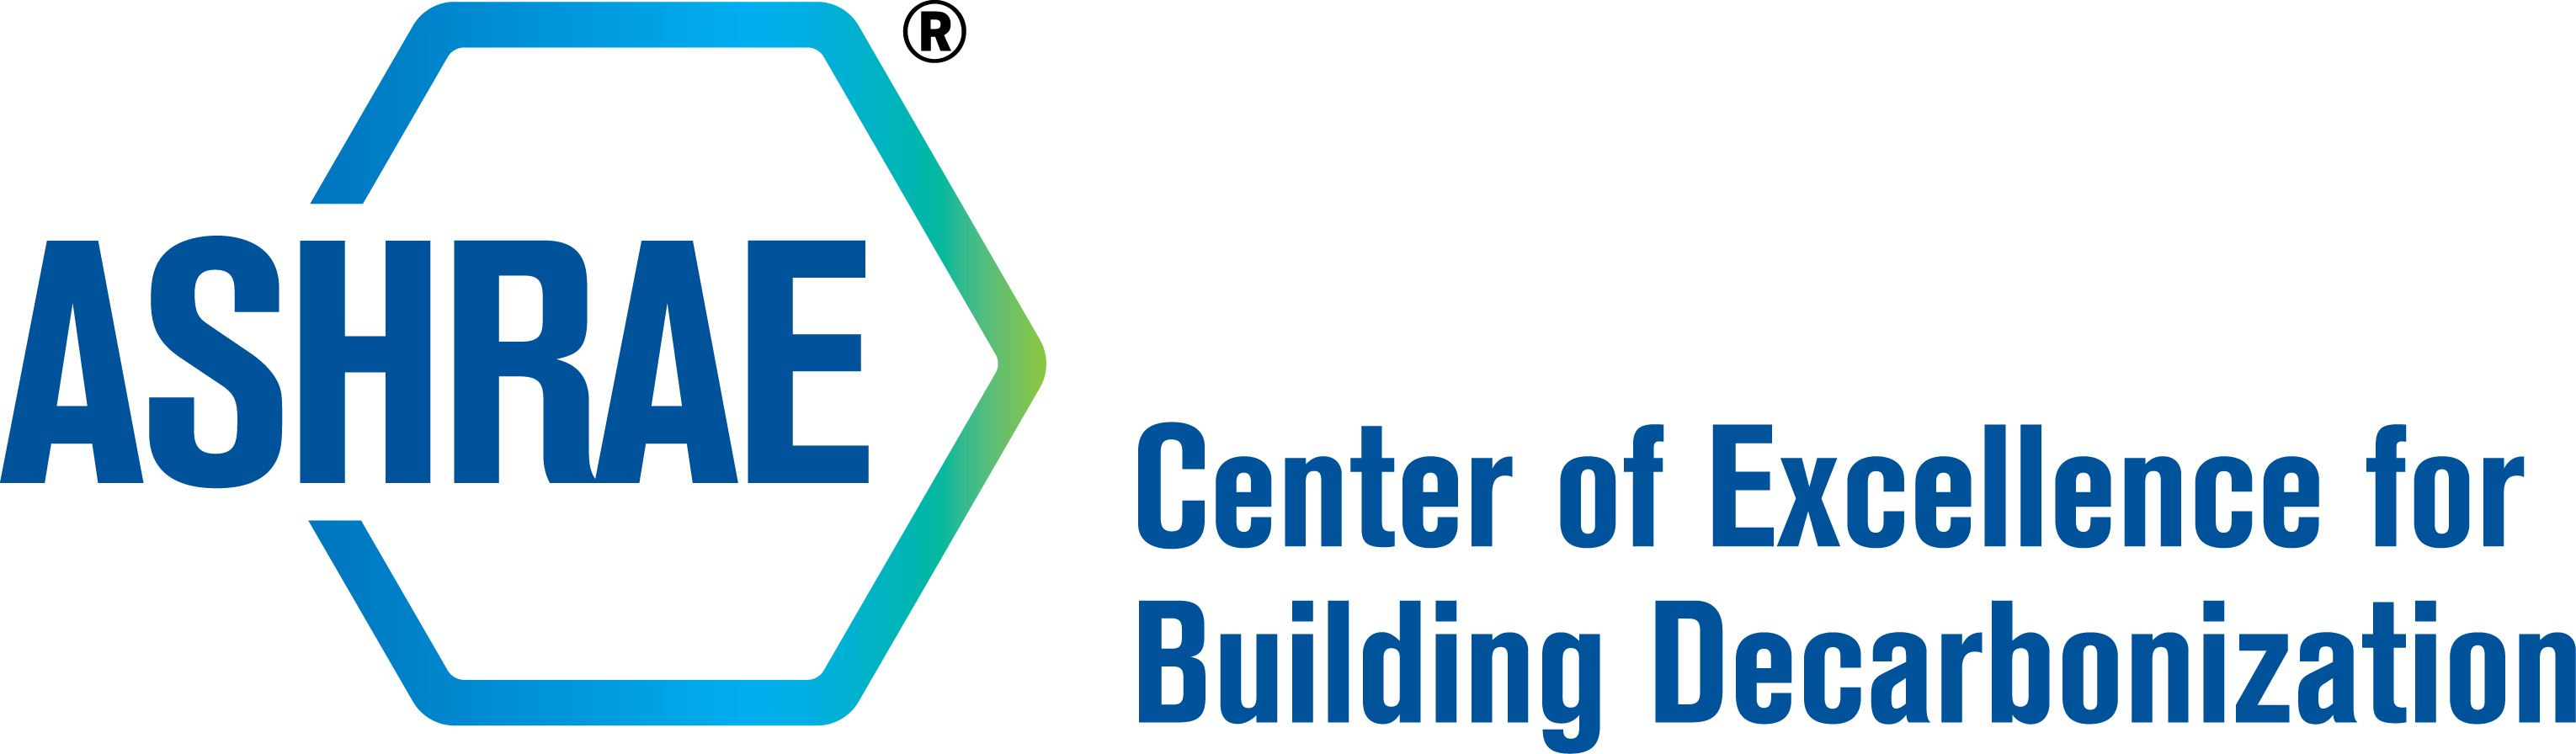 ASHRAE®
Center of Excellence for
Building Decarbonization